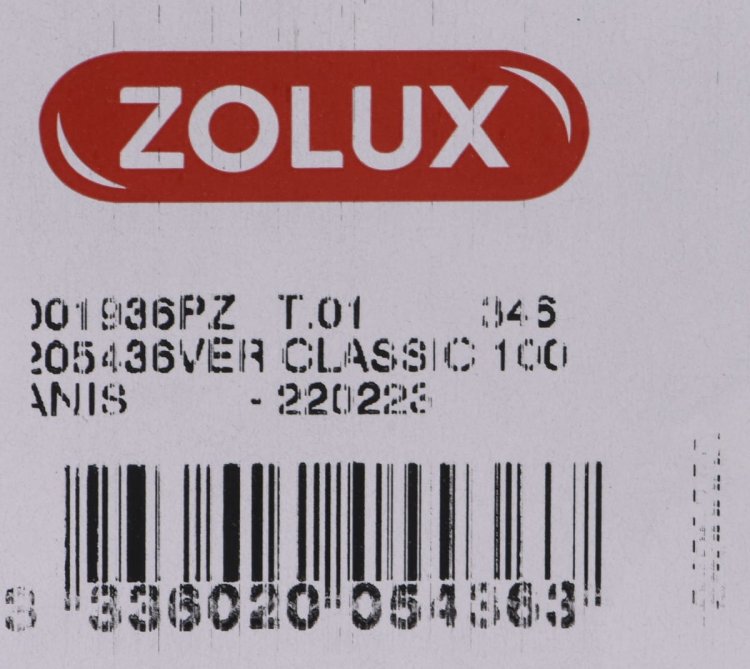 ZOLUX
001936PZ T.01 346
205436VER CLASSIC 100
ANIS - 220223
3 336020 054363